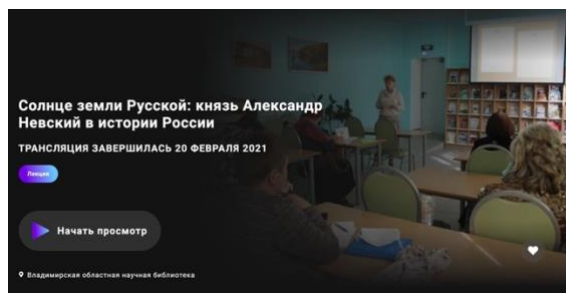 Солнце земли Русской: князь Александр
Невский в истории России
ТРАНСЛЯЦИЯ ЗАВЕРШИЛАСЬ 20 ФЕВРАЛЯ 2021
Лекции
Начать просмотр
Владимирская областная научная библиотека